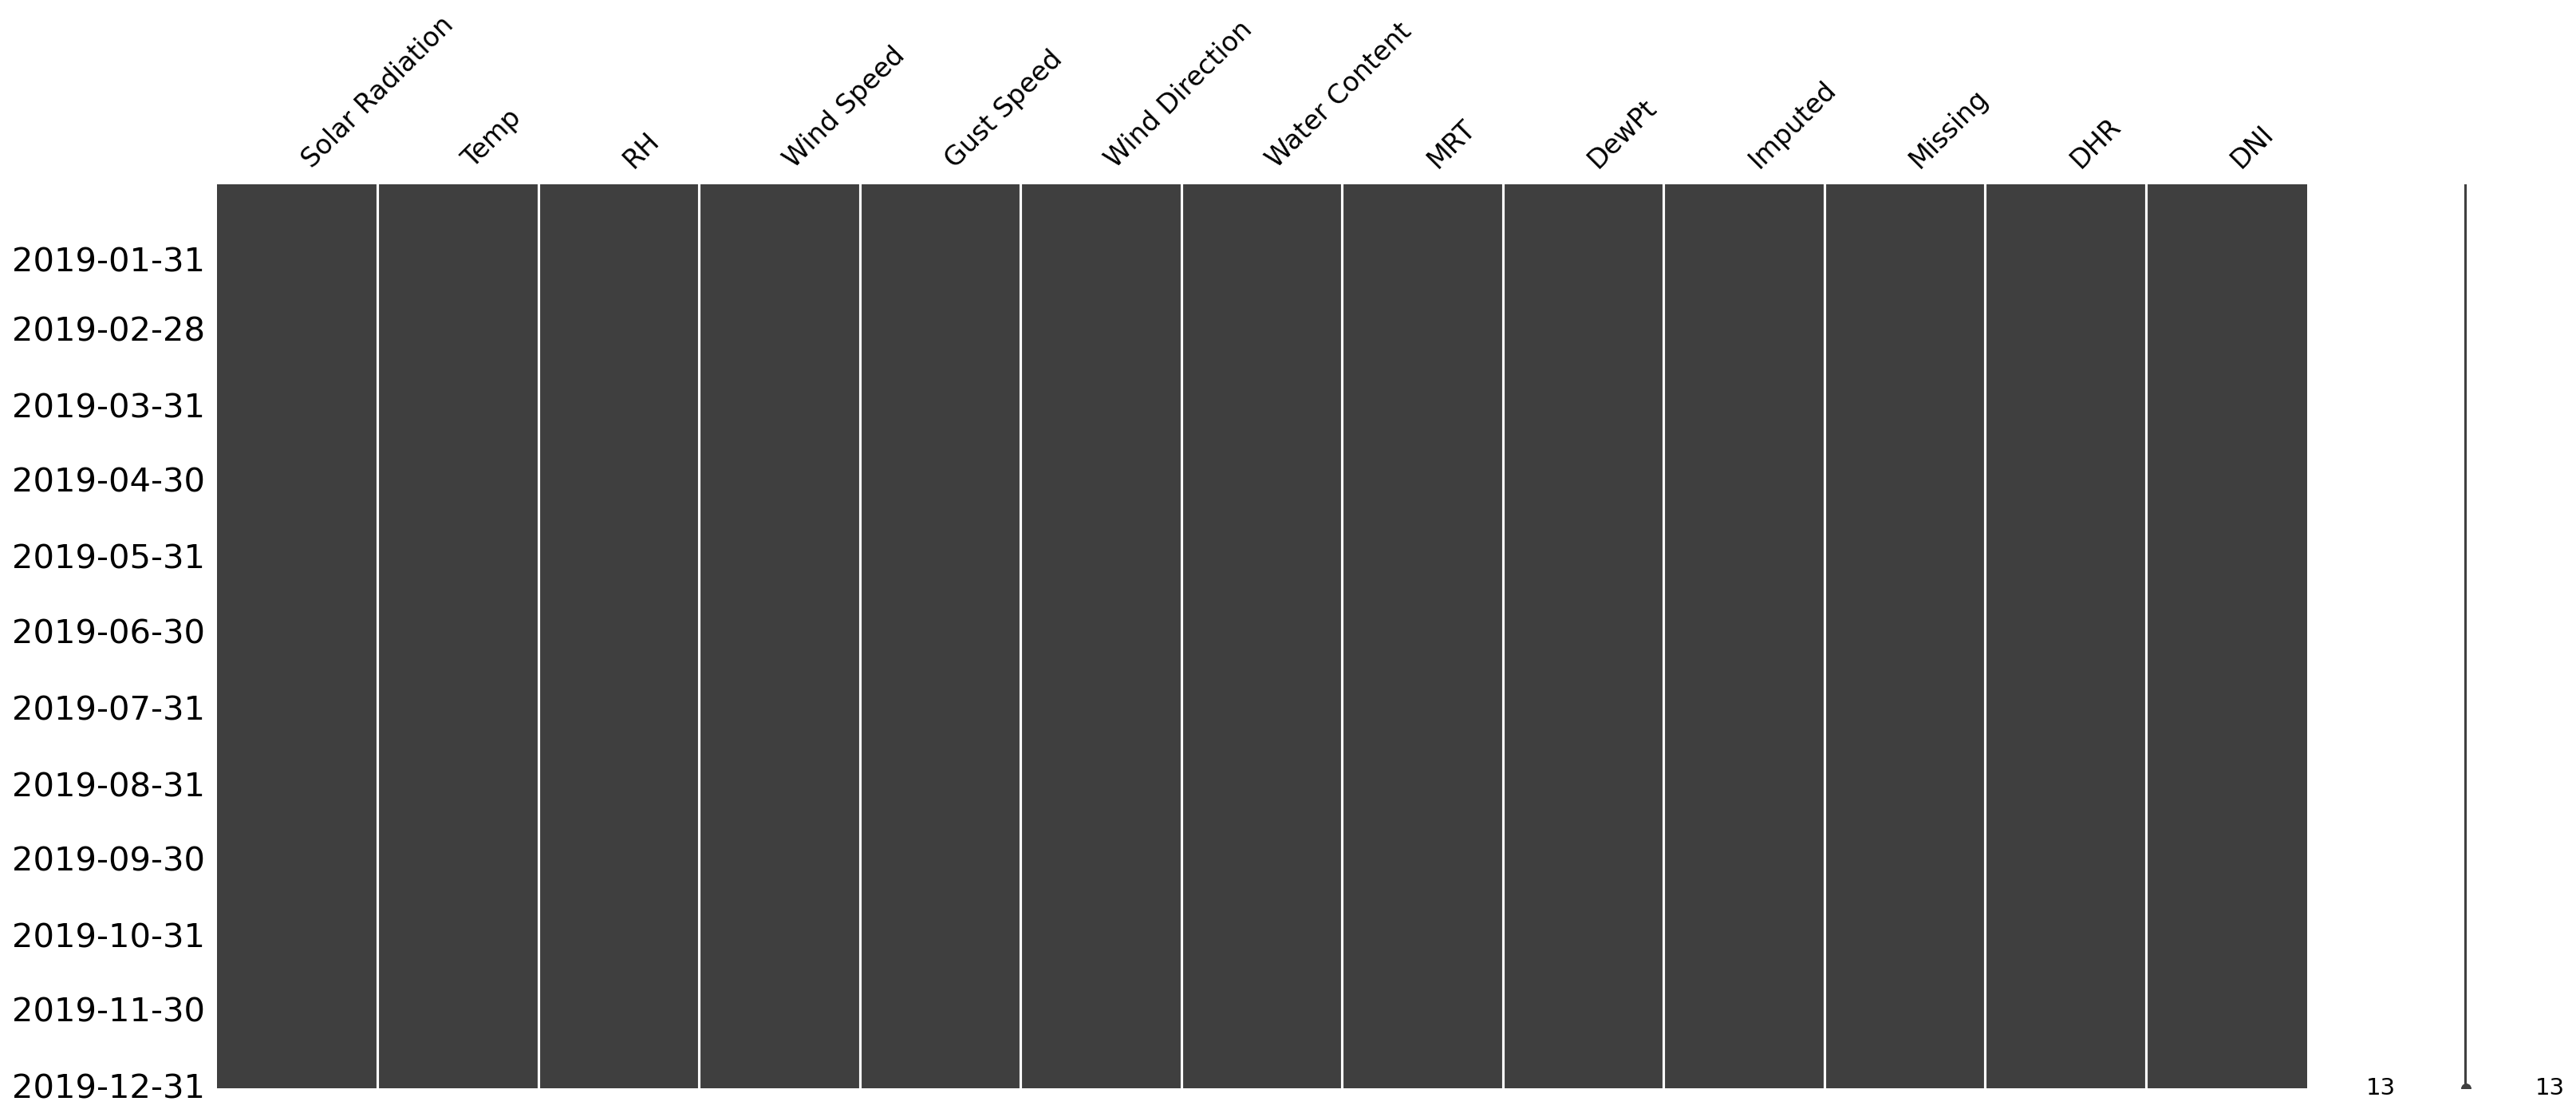 Solar Radiation
Temp
RH
Wind Speed
Gust Speed
Wind Direction
Water Content
MRT
DewPt
Imputed
Missing
DHR
DNI
2019-01-31
2019-02-28
2019-03-31
2019-04-30
2019-05-31
2019-06-30
2019-07-31
2019-08-31
2019-09-30
2019-10-31
2019-11-30
2019-12-31
13
13